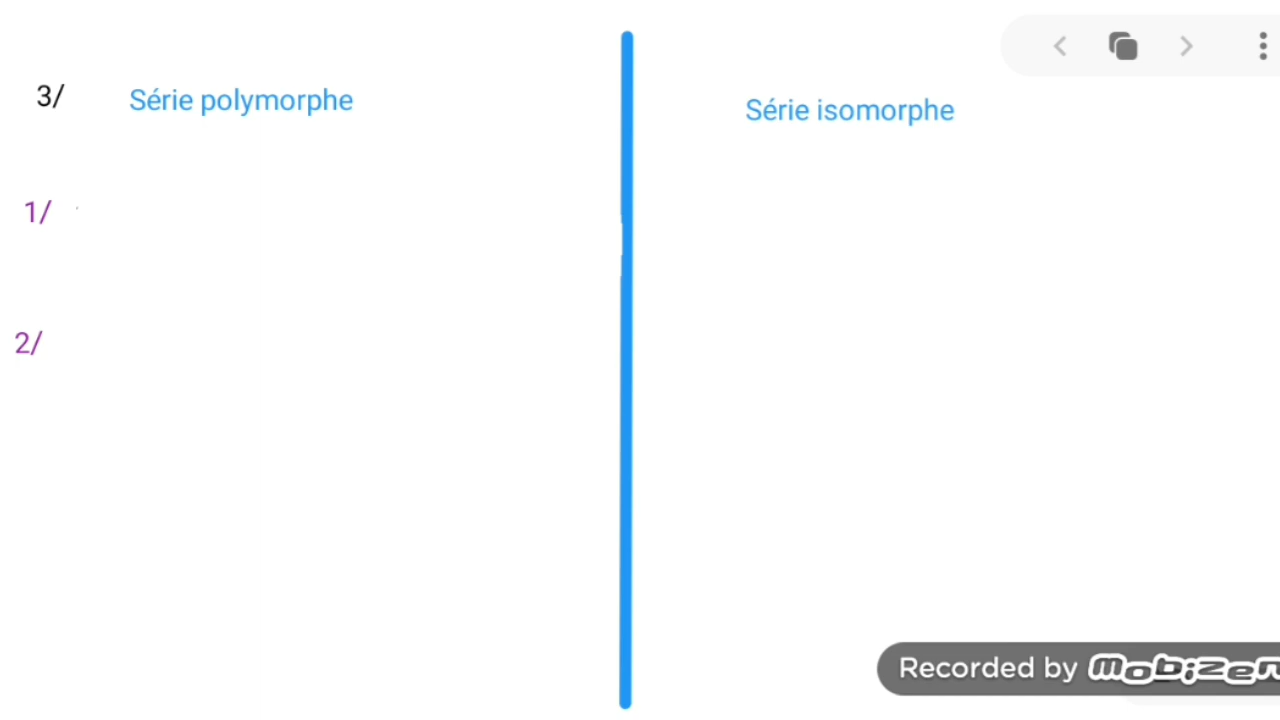 3/ Série polymorphe
Série isomorphe
1/
2/
Recorded by Mobizen